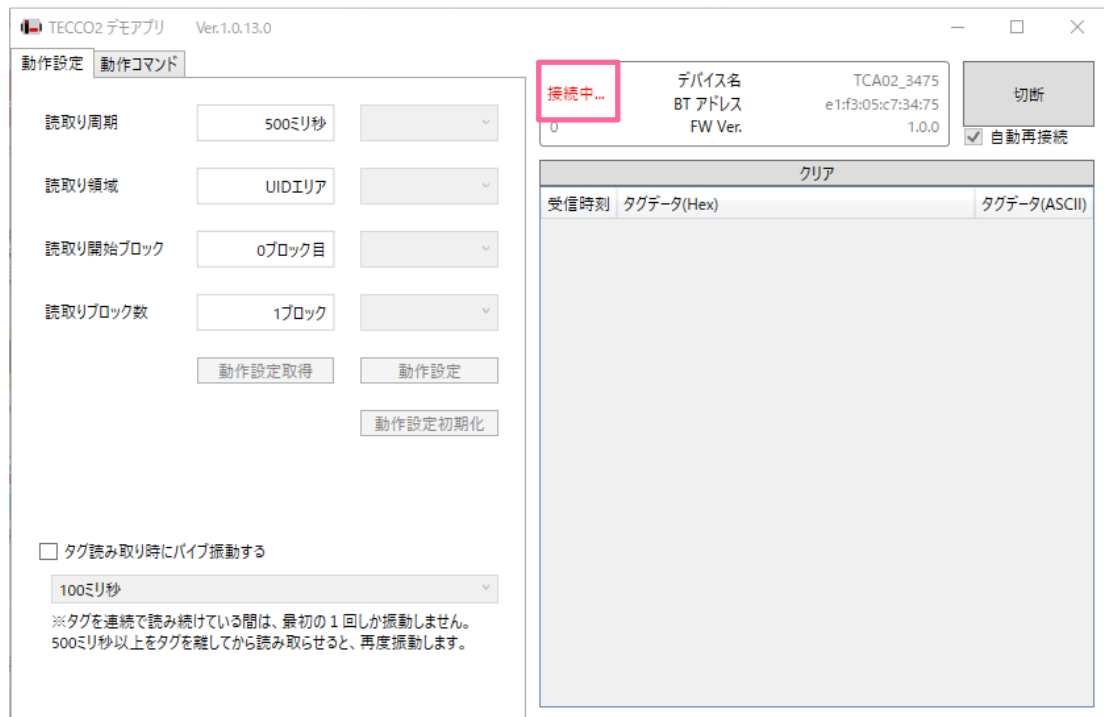 TECCO2 デモアプリ Ver.1.0.13.0
動作設定 動作コマンド
読取り周期 500ミリ秒
読取り領域 UIDエリア
読取り開始ブロック 0ブロック目
読取りブロック数 1ブロック
動作設定取得 動作設定
動作設定初期化
タグ読み取り時にバイブ振動する
100ミリ秒
※タグを連続で読み続けている間は、最初の１回しか振動しません。
500ミリ秒以上をタグを離してから読み取らせると、再度振動します。
接続中...
0
デバイス名 TCA02_3475
BT アドレス e1:f3:05:c7:34:75
FW Ver. 1.0.0
切断
自動再接続
クリア
受信時刻 タグデータ(Hex) タグデータ(ASCII)